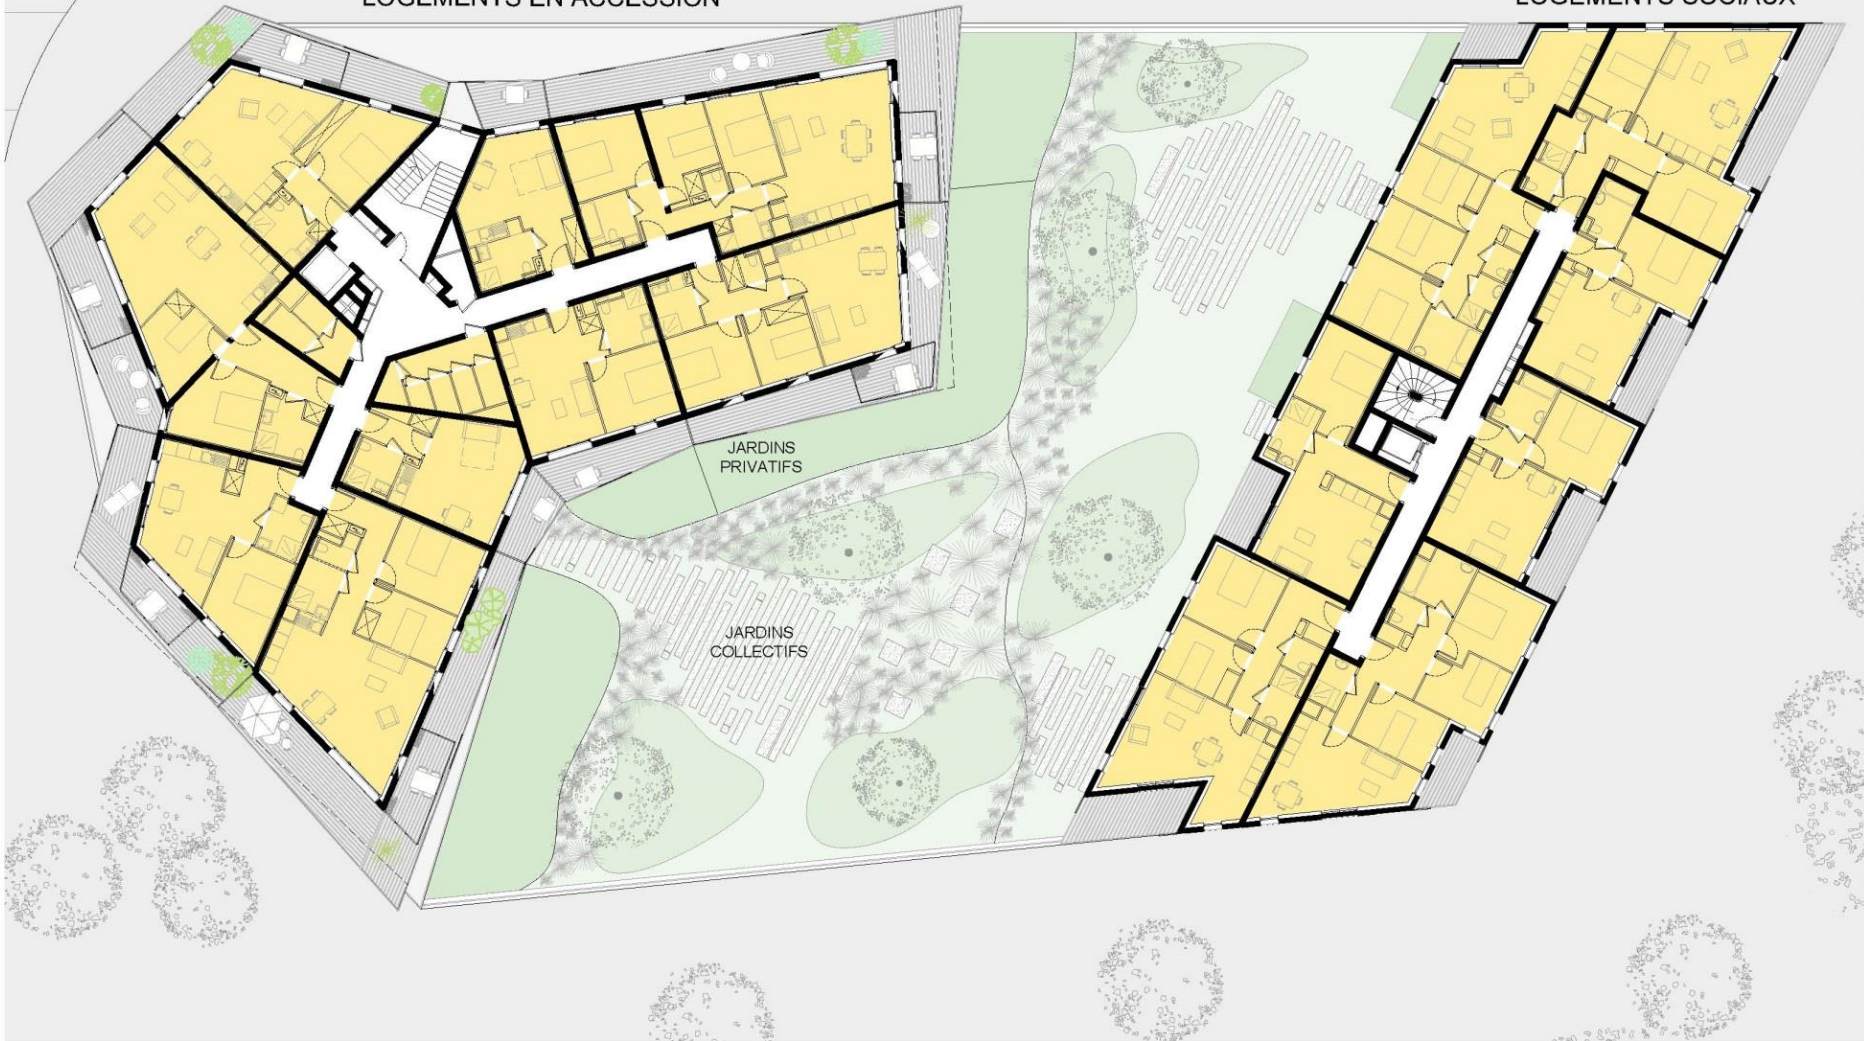 LOGEMENTS EN ACCESSION
LOGEMENTS SOCIAUX
JARDINS
PRIVATIFS
JARDINS
COLLECTIFS